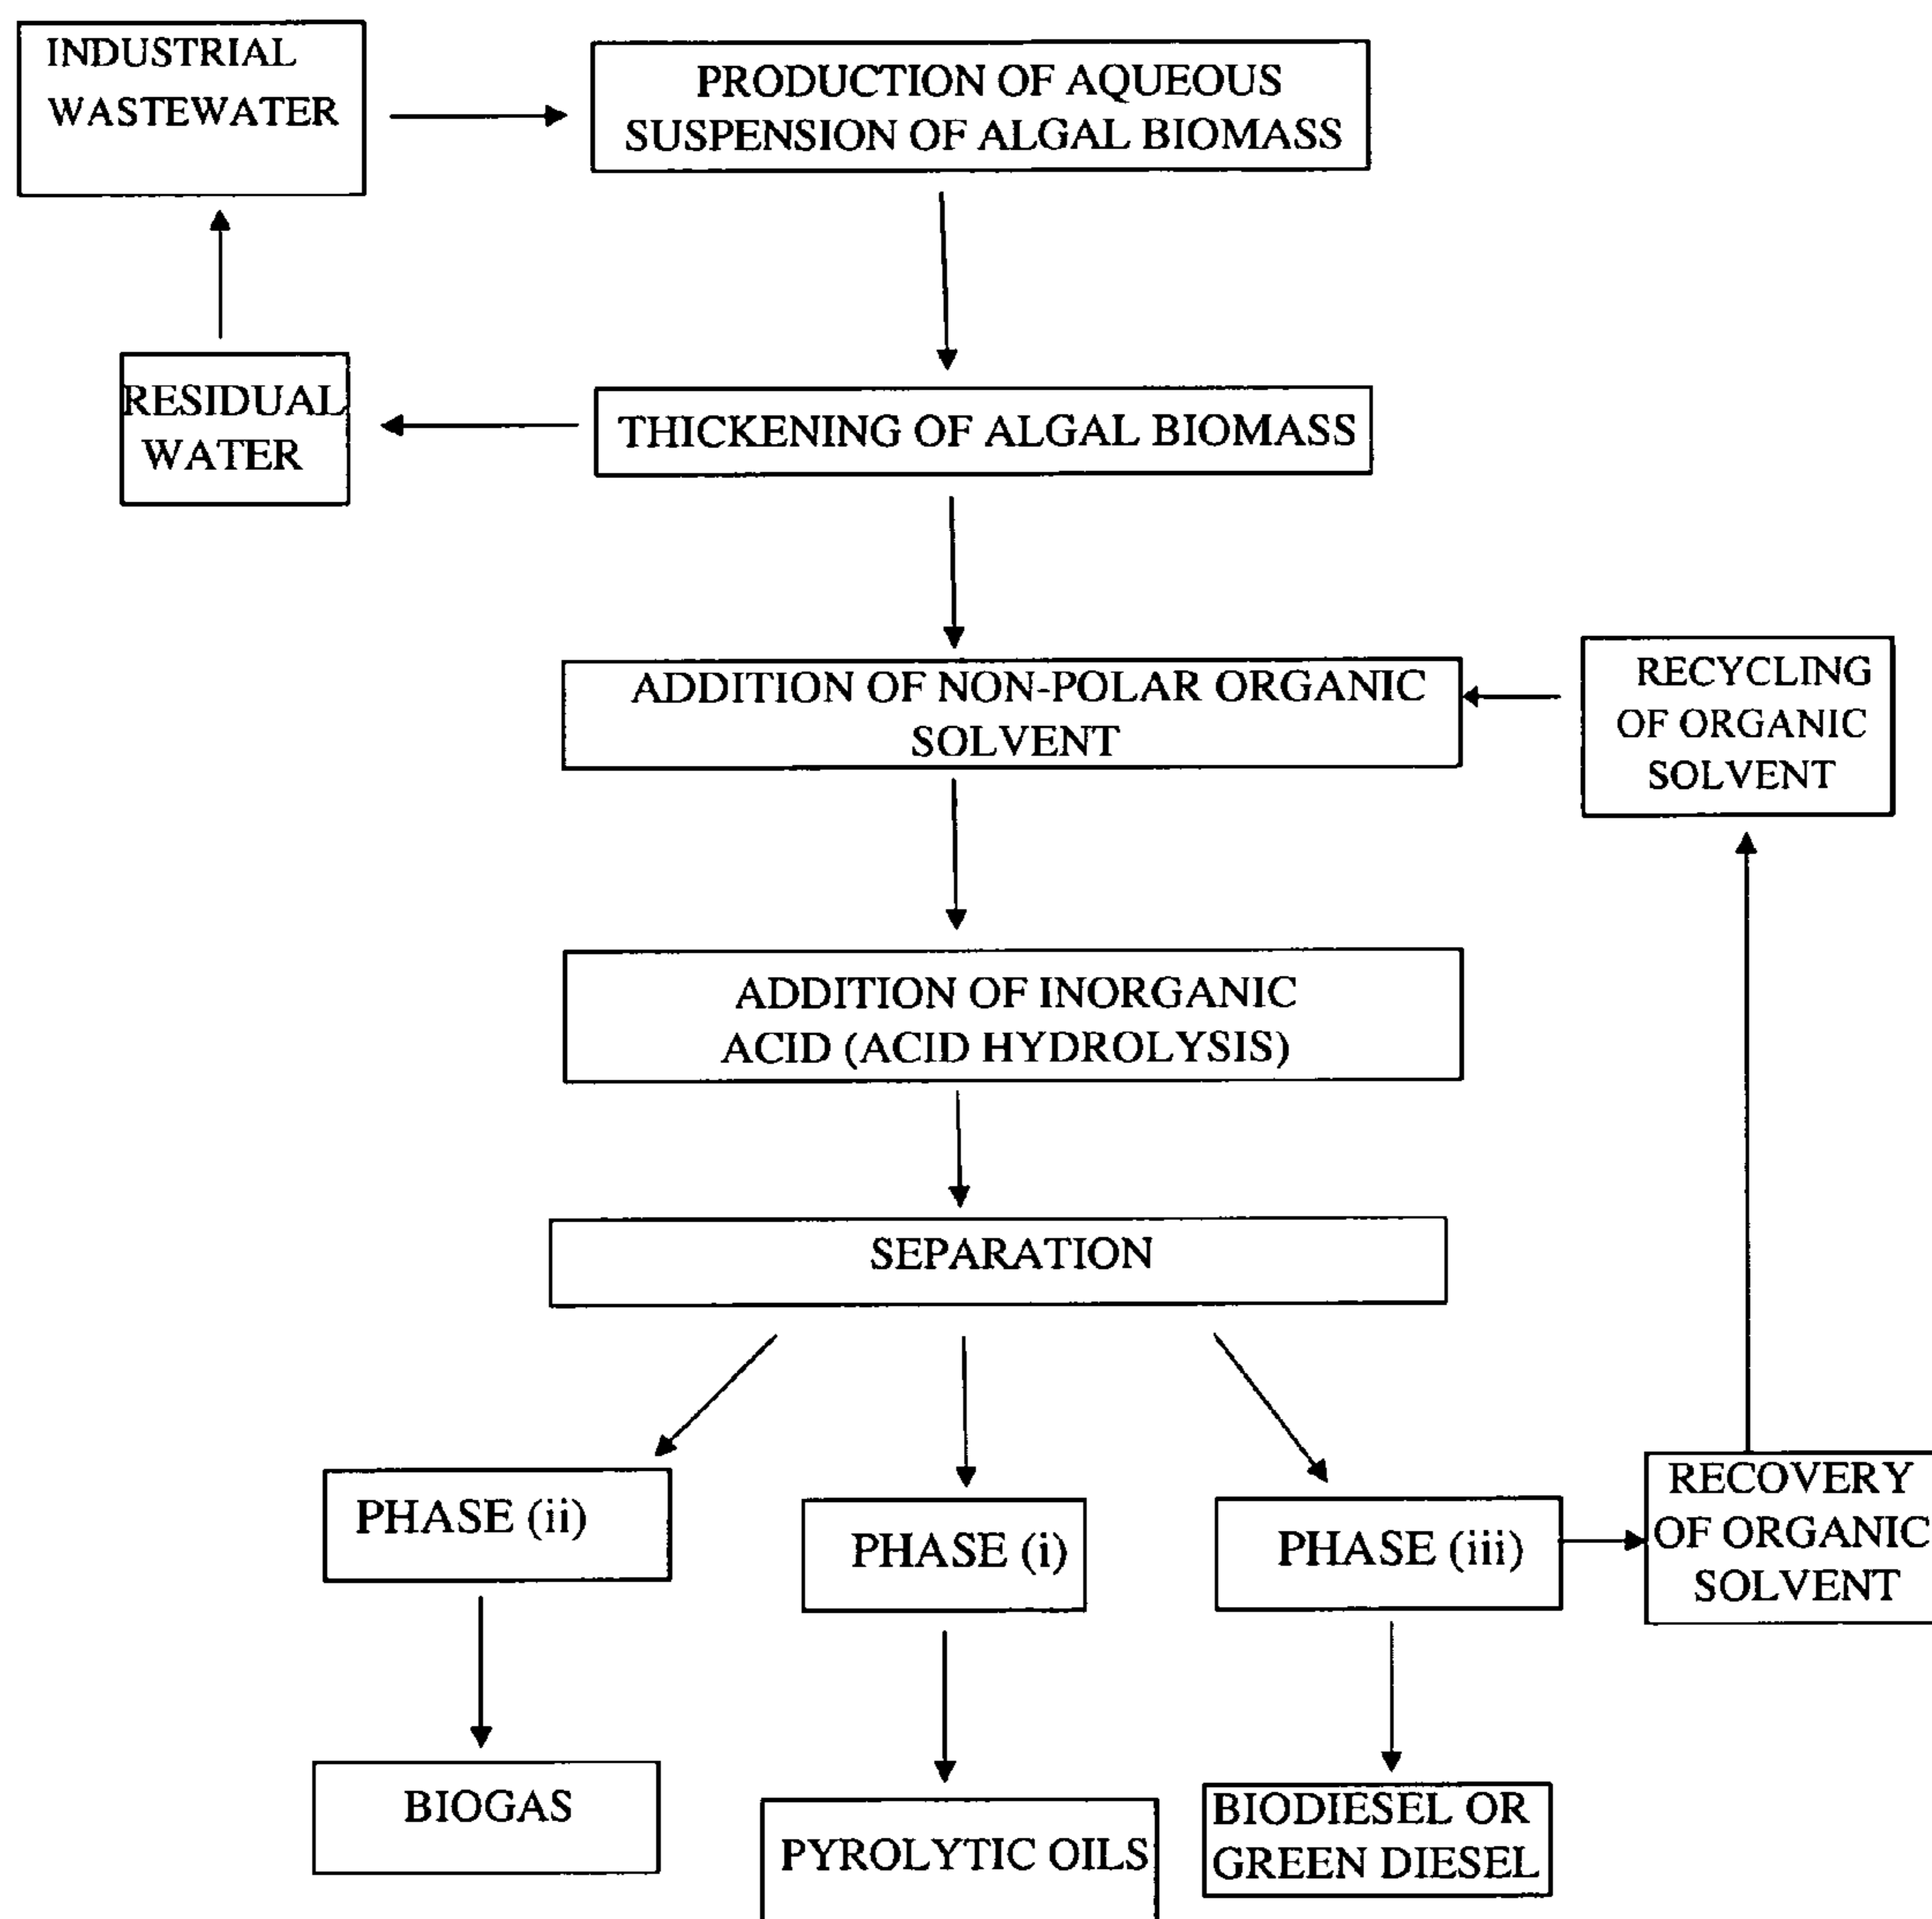 INDUSTRIAL
WASTEWATER
PRODUCTION OF AQUEOUS
SUSPENSION OF ALGAL BIOMASS
RESIDUAL
WATER
THICKENING OF ALGAL BIOMASS
ADDITION OF NON-POLAR ORGANIC
SOLVENT
RECYCLING
OF ORGANIC
SOLVENT
ADDITION OF INORGANIC
ACID (ACID HYDROLYSIS)
SEPARATION
PHASE (ii)
PHASE (i)
PHASE (iii)
RECOVERY
OF ORGANIC
SOLVENT
BIOGAS
PYROLYTIC OILS
BIODIESEL OR
GREEN DIESEL